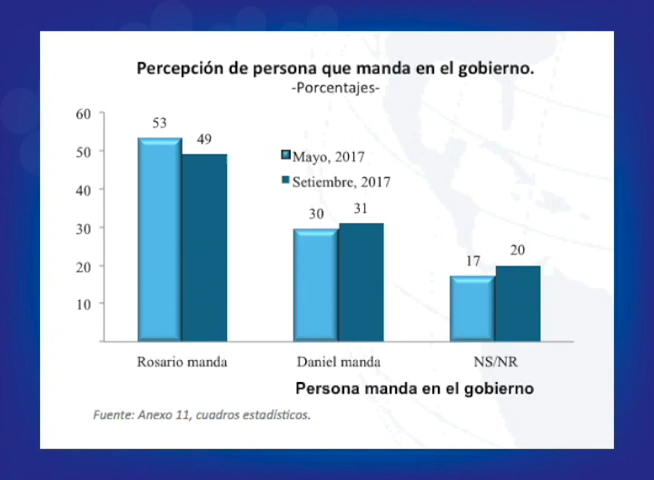 Percepción de persona que manda en el gobierno.
-Porcentajes-
60
50
40
30
20
10
53
49
30
31
17
20
Mayo, 2017
Setiembre, 2017
Rosario manda
Daniel manda
NS/NR
Persona manda en el gobierno
Fuente: Anexo 11, cuadros estadísticos.